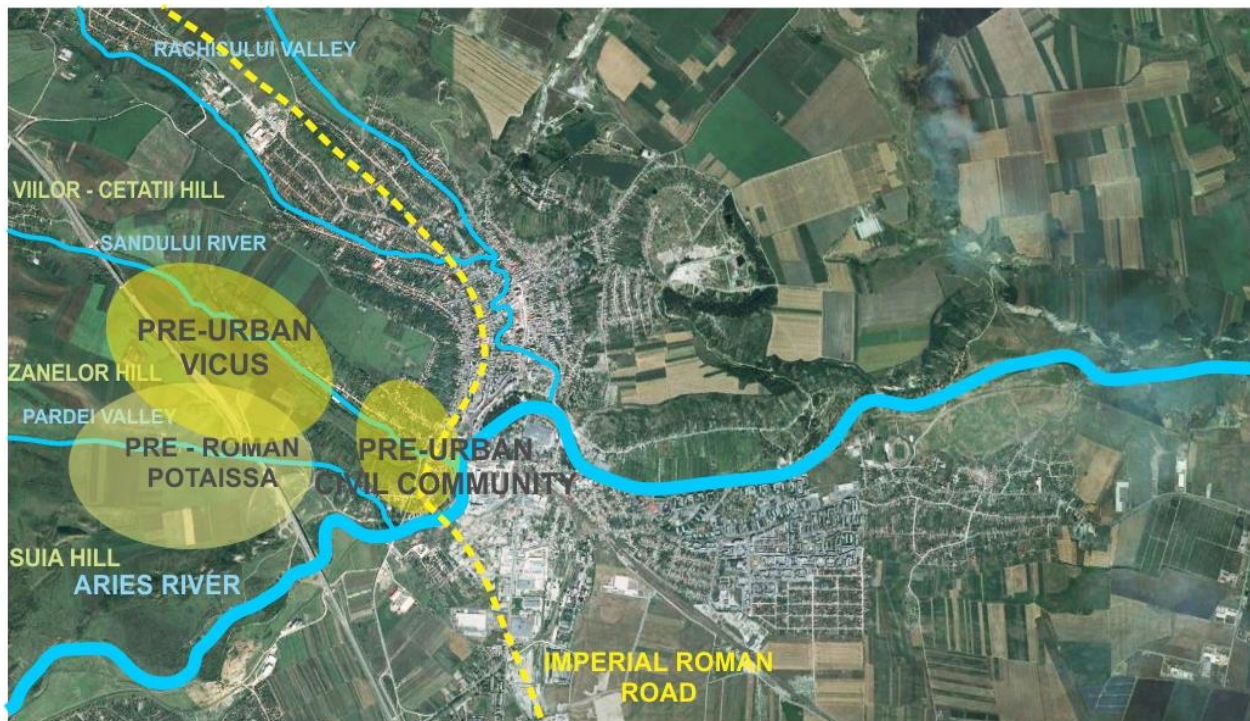 RACHISULUI VALLEY
VIILOR - CETATII HILL
SANDULUI RIVER
PRE-URBAN
VICUS
ZANELOR HILL
PARDEI VALLEY
PRE - ROMAN
POTAISSA
PRE-URBAN
CIVIL COMMUNITY
SUIA HILL
ARIES RIVER
IMPERIAL ROMAN
ROAD